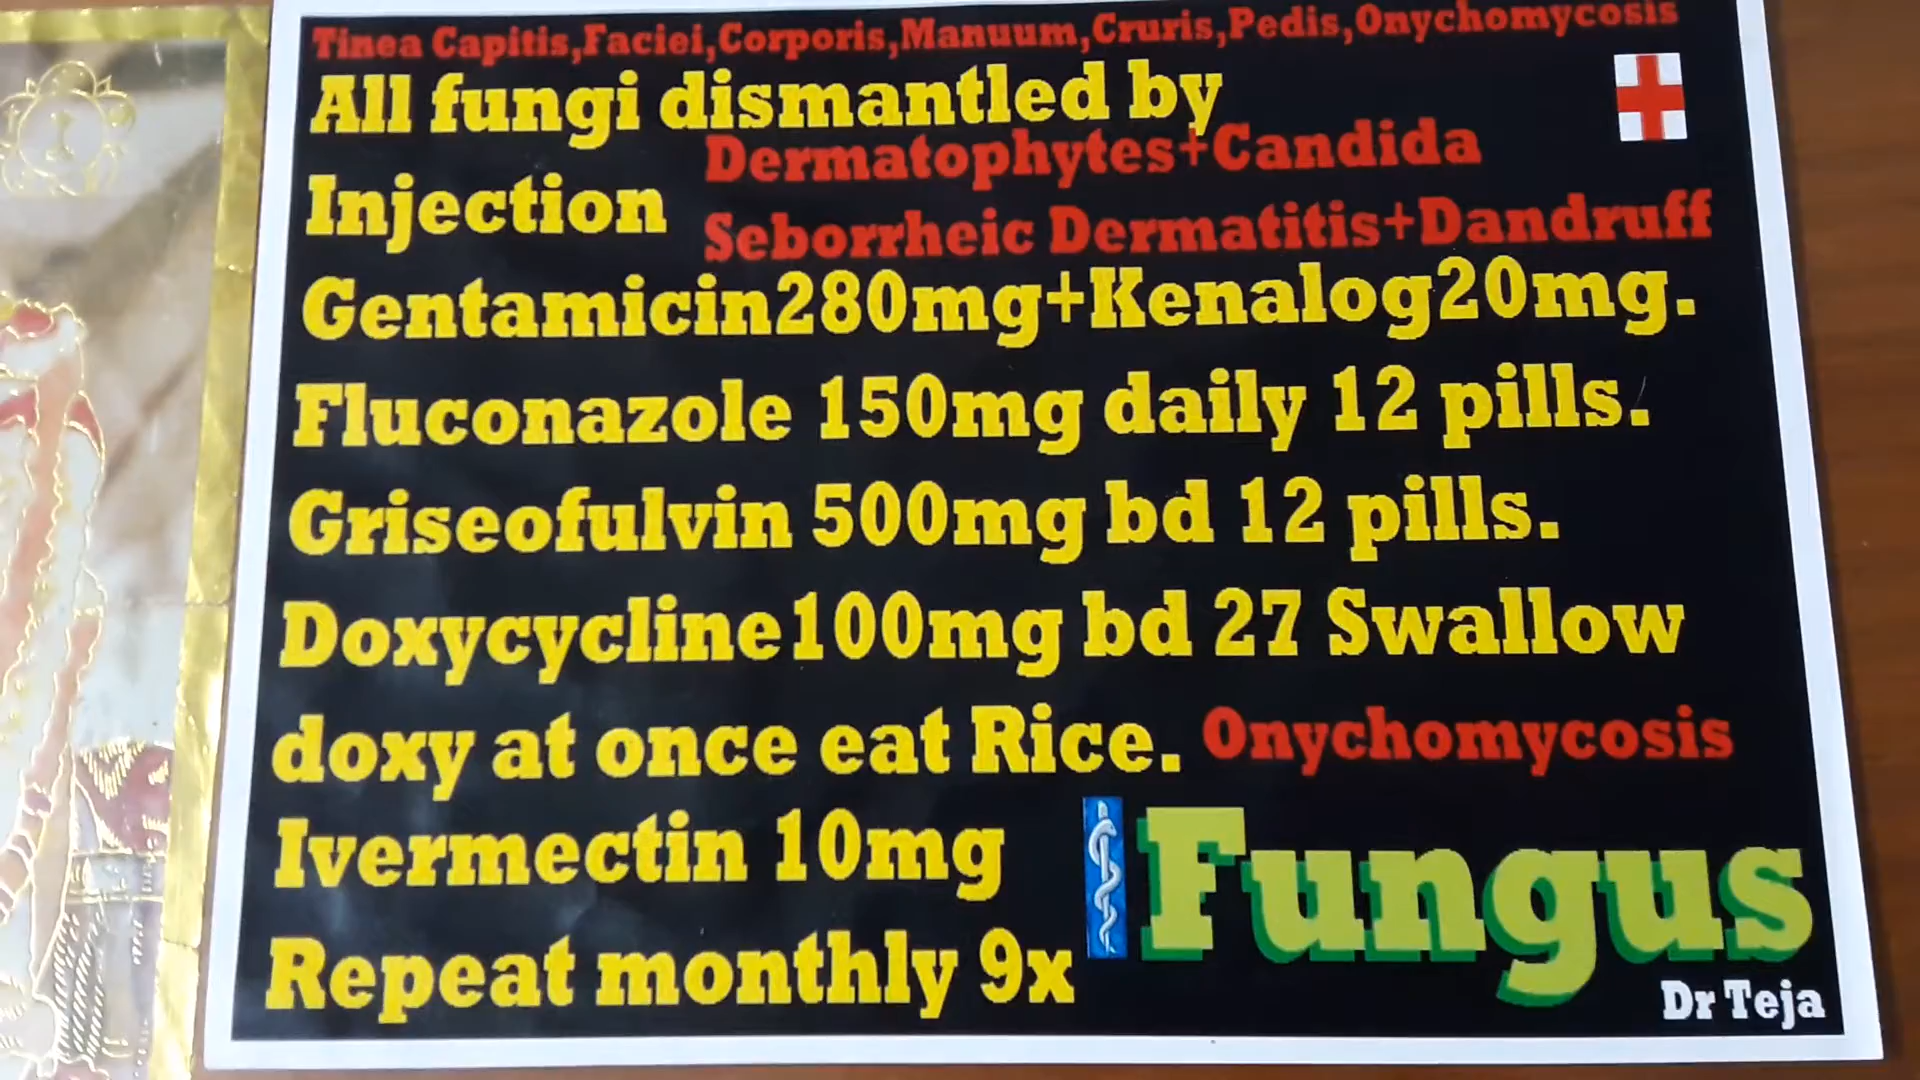 Tinea Capitis,Faciei,Corporis,Manuum,Cruris,Pedis,Onychomycosis
All fungi dismantled by
Dermatophytes+Candida
Injection
Seborrheic Dermatitis+Dandruff
Gentamicin280mg+Kenalog20mg.
Fluconazole 150mg daily 12 pills.
Griseofulvin 500mg bd 12 pills.
Doxycycline100mg bd 27 Swallow
doxy at once eat Rice. Onychomycosis
Ivermectin 10mg
Fungus
Repeat monthly 9x
Dr Teja